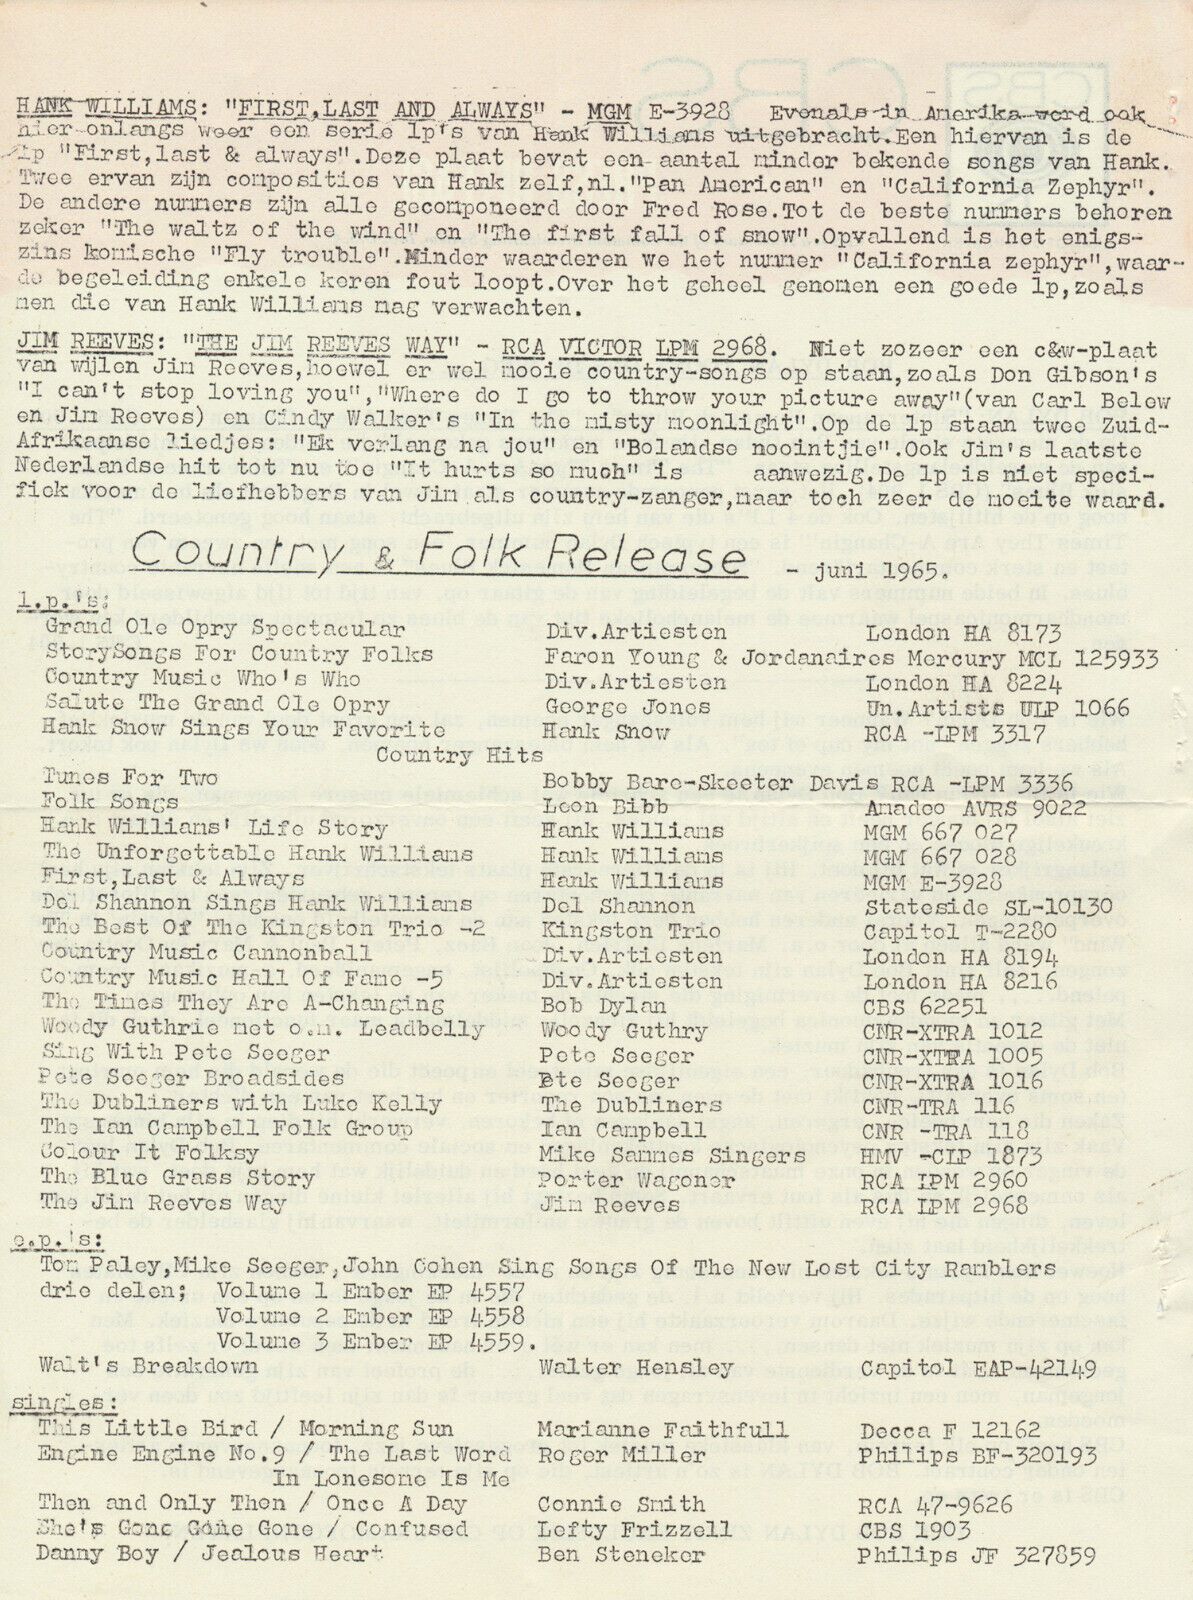 HANK WILLIAMS: "FIRST,LAST AND ALWAYS" - MGM E-3928 Evenals in Amerika werd ook
hier onlangs weer een serie lp's van Hank Williams uitgebracht.Een hiervan is de
lp "First,last & always".Deze plaat bevat een aantal minder bekende songs van Hank.
Twee ervan zijn composities van Hank zelf,nl."Pan American" en "California Zephyr".
De andere nummers zijn alle gecomponeerd door Fred Rose.Tot de beste nummers behoren
zeker "The waltz of the wind" en "The first fall of snow".Opvallend is het enigs-
zins komische "Fly trouble".Minder waarderen we het nummer "California zephyr",waar-
de begeleiding enkele keren fout loopt.Over het geheel genomen een goede lp,zoals
men die van Hank Williams mag verwachten.
JIM REEVES: "THE JIM REEVES WAY" - RCA VICTOR LPM 2968. Niet zozeer een c&w-plaat
van wijlen Jim Reeves,hoewel er wel mooie country-songs op staan,zoals Don Gibson's
"I can't stop loving you","Where do I go to throw your picture away"(van Carl Belew
en Jim Reeves) en Cindy Walker's "In the misty moonlight".Op de lp staan twee Zuid-
Afrikaanse liedjes: "Ek verlang na jou" en "Bolandse noointjie".Ook Jim's laatste
Nederlandse hit tot nu toe "It hurts so much" is aanwezig.De lp is niet speci-
fiek voor de liefhebbers van Jim als country-zanger,maar toch zeer de moeite waard.
Country & Folk Release - juni 1965.
l.p.'s:
Grand Ole Opry Spectacular Div.Artiesten London HA 8173
StorySongs For Country Folks Faron Young & Jordanaires Mercury MCL 125933
Country Music Who's Who Div.Artiesten London HA 8224
Salute The Grand Ole Opry George Jones Un.Artists ULP 1066
Hank Snow Sings Your Favorite Hank Snow RCA -LPM 3317
Country Hits
Tunes For Two Bobby Bare-Skeeter Davis RCA -LPM 3336
Folk Songs Leon Bibb Amadeo AVRS 9022
Hank Williams' Life Story Hank Williams MGM 667 027
The Unforgettable Hank Williams Hank Williams MGM 667 028
First,Last & Always Hank Williams MGM E-3928
Del Shannon Sings Hank Williams Del Shannon Stateside SL-10130
The Best Of The Kingston Trio -2 Kingston Trio Capitol T-2280
Country Music Cannonball Div.Artiesten London HA 8194
Country Music Hall Of Fame -5 Div.Artiesten London HA 8216
The Times They Are A-Changing Bob Dylan CBS 62251
Woody Guthrie met o.m. Leadbelly Woody Guthry CNR-XTRA 1012
Sing With Pete Seeger Pete Seeger CNR-XTRA 1005
Pete Seeger Broadsides Pete Seeger CNR-XTRA 1016
The Dubliners with Luke Kelly The Dubliners CNR-TRA 116
The Ian Campbell Folk Group Ian Campbell CNR -TRA 118
Colour It Folksy Mike Sammes Singers HMV -CLP 1873
The Blue Grass Story Porter Wagoner RCA LPM 2960
The Jim Reeves Way Jim Reeves RCA LPM 2968
e.p.'s:
Tom Paley,Mike Seeger,John Cohen Sing Songs Of The New Lost City Ramblers
drie delen; Volume 1 Ember EP 4557
Volume 2 Ember EP 4558
Volume 3 Ember EP 4559.
Walt's Breakdown Walter Hensley Capitol EAP-42149
singles:
This Little Bird / Morning Sun Marianne Faithfull Decca F 12162
Engine Engine No.9 / The Last Word Roger Miller Philips BF-320193
In Lonesome Is Me
Then and Only Then / Once A Day Connie Smith RCA 47-9626
She's Gone Gone Gone / Confused Lefty Frizzell CBS 1903
Danny Boy / Jealous Heart Ben Steneker Philips JF 327859